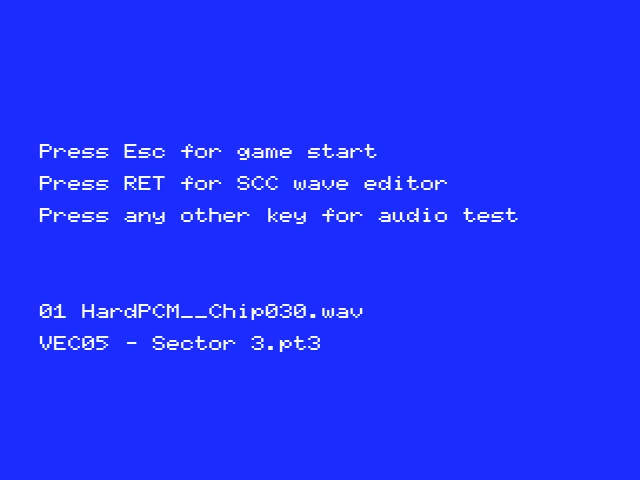 Press Esc for game start
Press RET for SCC wave editor
Press any other key for audio test
01 HardPCM__Chip030.wav
VEC05 - Sector 3.pt3